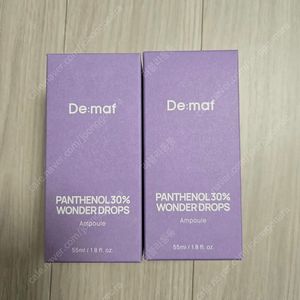 De:maf
PANTHENOL 30%
WONDER DROPS
Ampoule
55ml / 1.8 fl. oz.
De:maf
PANTHENOL 30%
WONDER DROPS
Ampoule
55ml / 1.8 fl. oz.